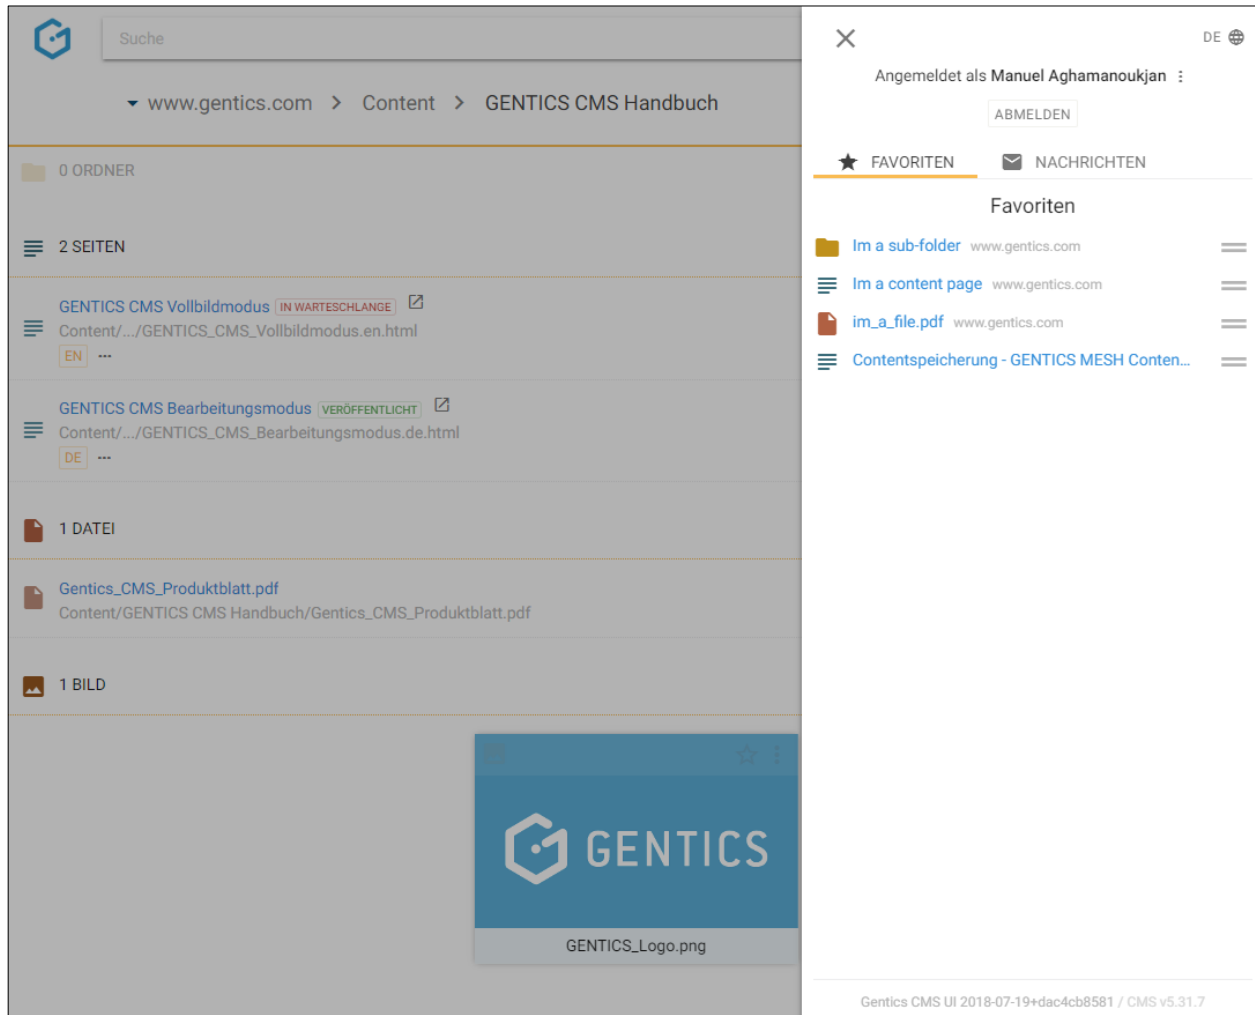 Suche
www.gentics.com > Content > GENTICS CMS Handbuch
0 ORDNER
2 SEITEN
GENTICS CMS Vollbildmodus IN WARTESCHLANGE
Content/.../GENTICS_CMS_Vollbildmodus.en.html
EN ···
GENTICS CMS Bearbeitungsmodus VERÖFFENTLICHT
Content/.../GENTICS_CMS_Bearbeitungsmodus.de.html
DE ···
1 DATEI
Gentics_CMS_Produktblatt.pdf
Content/GENTICS CMS Handbuch/Gentics_CMS_Produktblatt.pdf
1 BILD
GENTICS
GENTICS_Logo.png
DE
Angemeldet als Manuel Aghamanoukjan
ABMELDEN
FAVORITEN NACHRICHTEN
Favoriten
Im a sub-folder www.gentics.com
Im a content page www.gentics.com
im_a_file.pdf www.gentics.com
Contentspeicherung - GENTICS MESH Conten...
Gentics CMS UI 2018-07-19+dac4cb8581 / CMS v5.31.7